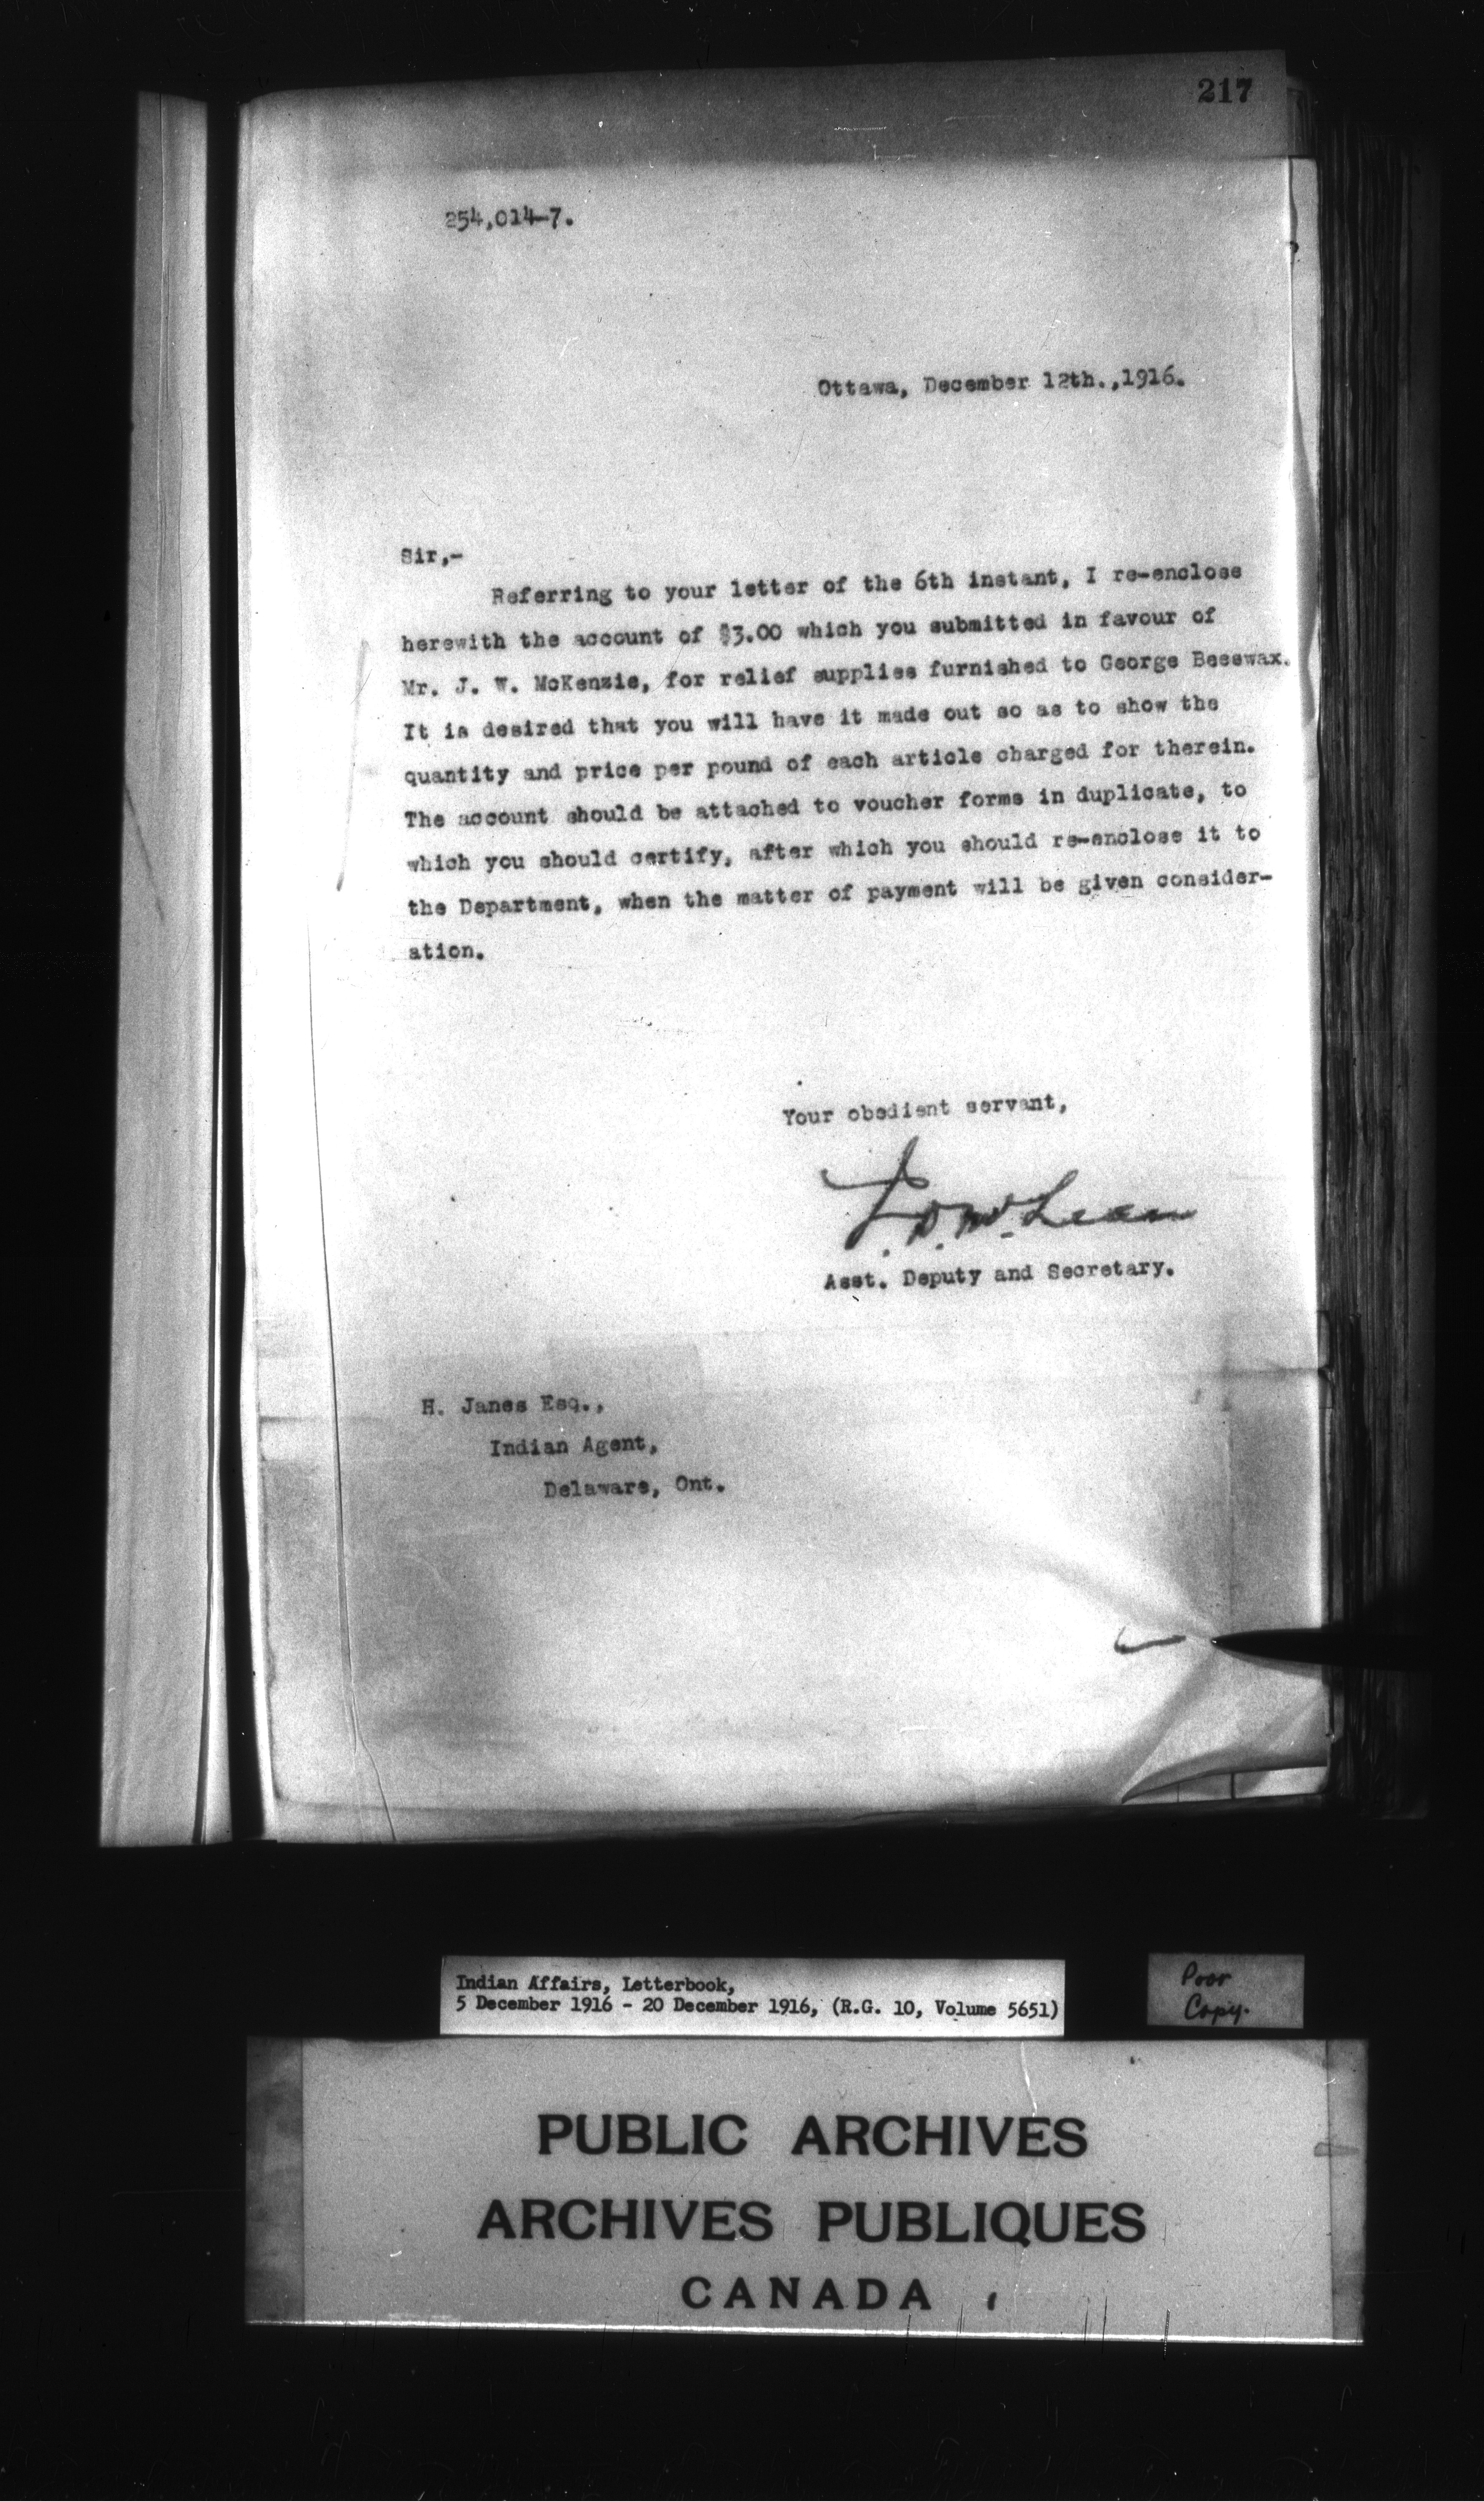 217
254,014-7.
Ottawa, December 12th.,1916.
Sir,-
Referring to your letter of the 6th instant, I re-enclose
herewith the account of $3.00 which you submitted in favour of
Mr. J. W. McKenzie, for relief supplies furnished to George Beeswax.
It is desired that you will have it made out so as to show the
quantity and price per pound of each article charged for therein.
The account should be attached to voucher forms in duplicate, to
which you should certify, after which you should re-enclose it to
the Department, when the matter of payment will be given consider-
ation.
Your obedient servant,
J. D. McLean
Asst. Deputy and Secretary.
H. Janes Esq.,
Indian Agent,
Delaware, Ont.
Indian Affairs, Letterbook,
5 December 1916 - 20 December 1916, (R.G. 10, Volume 5651)
Poor
Copy.
PUBLIC ARCHIVES
ARCHIVES PUBLIQUES
CANADA